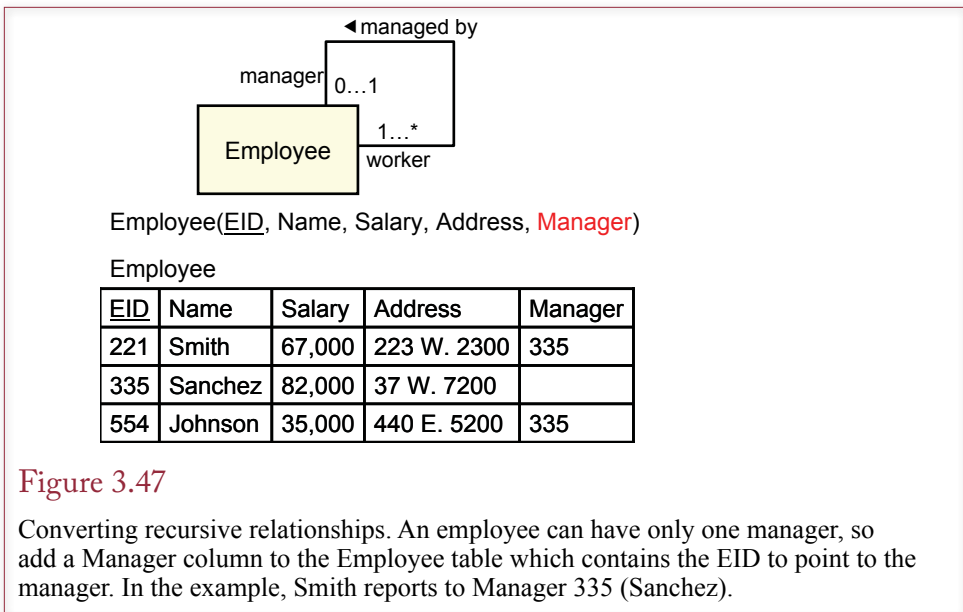 ◄managed by
manager
0…1
Employee
1…*
worker
Employee(EID, Name, Salary, Address, Manager)
Employee
EID Name Salary Address Manager
221 Smith 67,000 223 W. 2300 335
335 Sanchez 82,000 37 W. 7200
554 Johnson 35,000 440 E. 5200 335
Figure 3.47
Converting recursive relationships. An employee can have only one manager, so
add a Manager column to the Employee table which contains the EID to point to the
manager. In the example, Smith reports to Manager 335 (Sanchez).